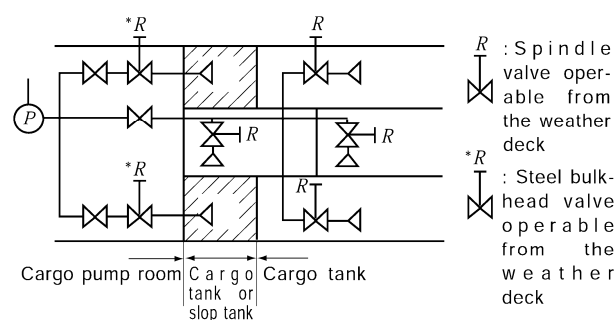 *R
R
R
: Spindle
valve oper-
able from
the weather
deck
P
R
R
*R
R
*R
: Steel bulk-
head valve
operable
from the
weather
deck
Cargo pump room
Cargo
tank or
slop tank
Cargo tank